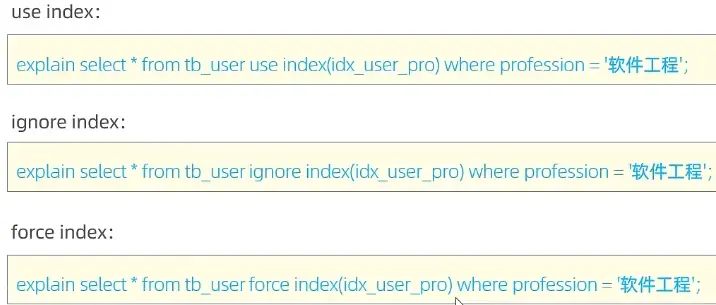 use index:
explain select * from tb_user use index(idx_user_pro) where profession = '软件工程';
ignore index:
explain select * from tb_user ignore index(idx_user_pro) where profession = '软件工程';
force index:
explain select * from tb_user force index(idx_user_pro) where profession = '软件工程';